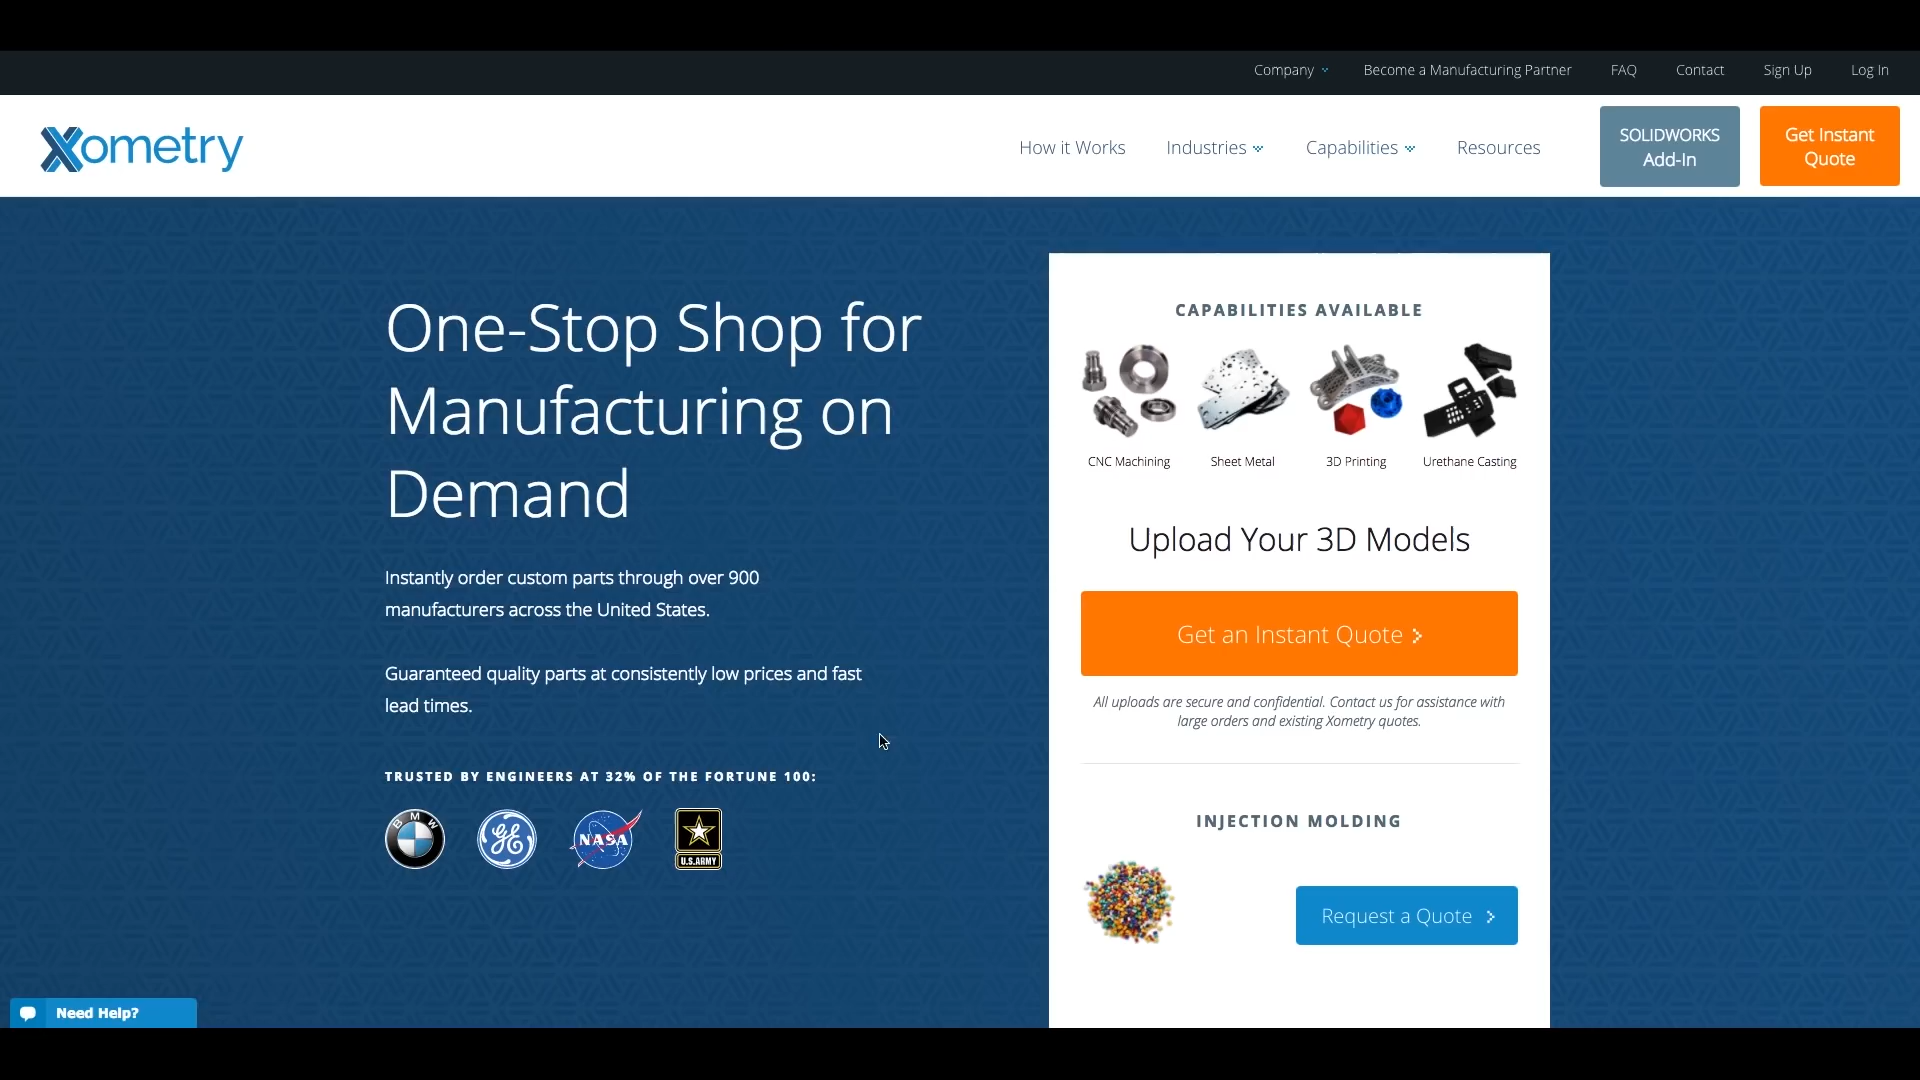 Company
Become a Manufacturing Partner
FAQ
Contact
Sign Up
Log In
Xometry
How it Works
Industries
Capabilities
Resources
SOLIDWORKS
Add-In
Get Instant
Quote
One-Stop Shop for
Manufacturing on
Demand
Instantly order custom parts through over 900
manufacturers across the United States.
Guaranteed quality parts at consistently low prices and fast
lead times.
TRUSTED BY ENGINEERS AT 32% OF THE FORTUNE 100:
BMW
GE
NASA
U.S.ARMY
CAPABILITIES AVAILABLE
CNC Machining
Sheet Metal
3D Printing
Urethane Casting
Upload Your 3D Models
Get an Instant Quote
All uploads are secure and confidential. Contact us for assistance with
large orders and existing Xometry quotes.
INJECTION MOLDING
Request a Quote
Need Help?